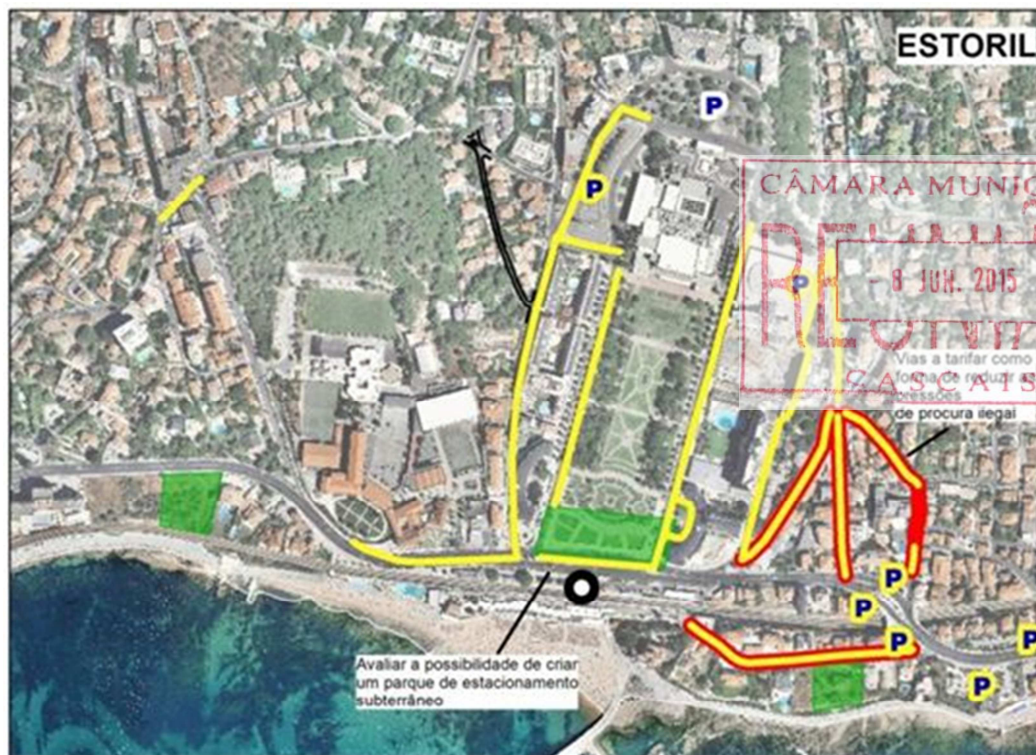 ESTORIL
P
P
P
CÂMARA MUNIC
- 8 JUN. 2015
CASCAIS
Vias a tarifar como
forma de reduzir a
pressões
de procura ilegal
P
P
P
P
P
Avaliar a possibilidade de criar
um parque de estacionamento
subterrâneo